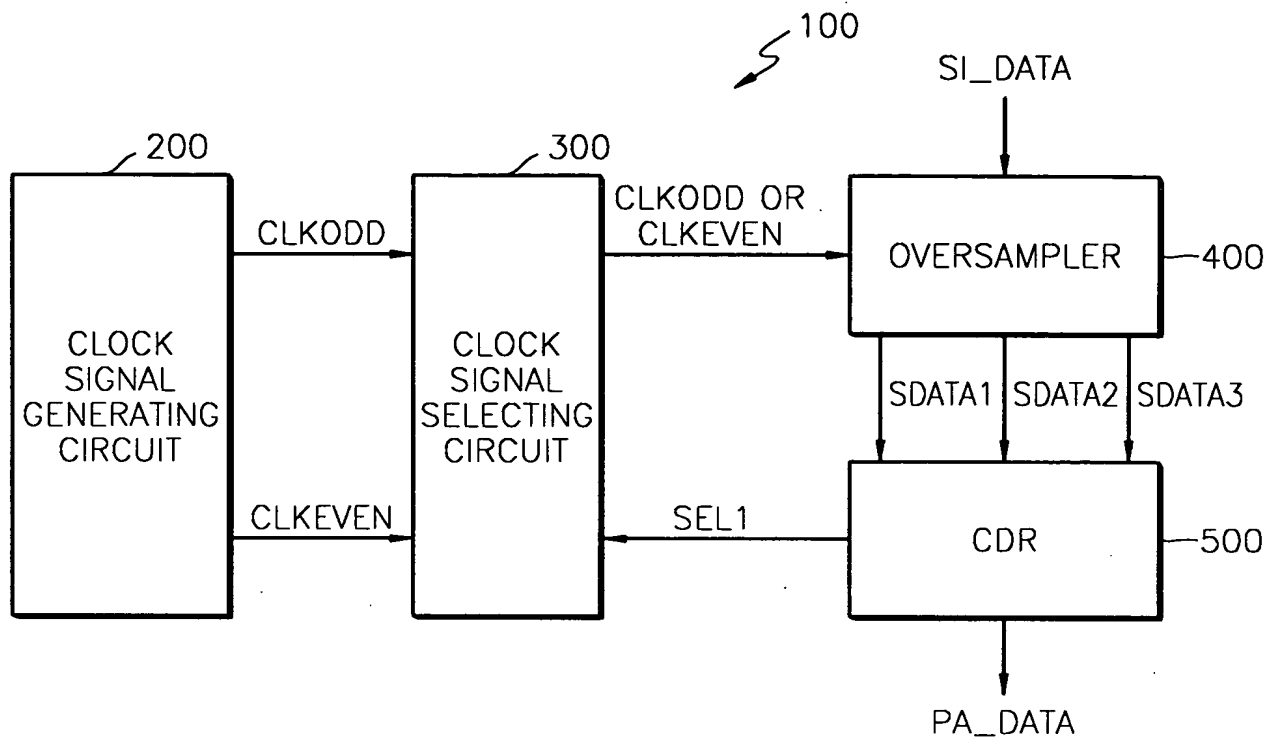 100
SI_DATA
200
300
CLKODD
CLKODD OR
CLKEVEN
OVERSAMPLER
400
CLOCK
SIGNAL
GENERATING
CIRCUIT
CLOCK
SIGNAL
SELECTING
CIRCUIT
SDATA1
SDATA2
SDATA3
CLKEVEN
SEL1
CDR
500
PA_DATA